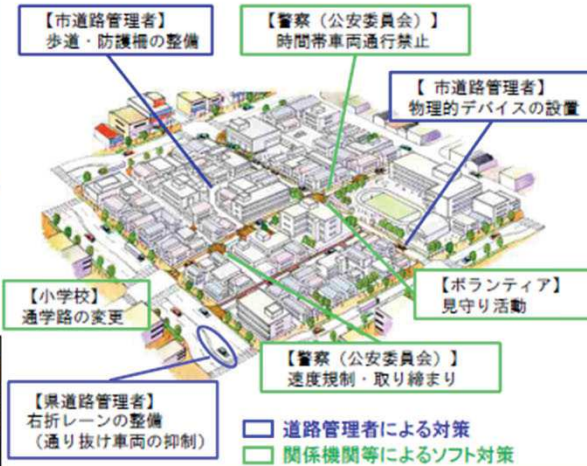 【市道路管理者】
歩道・防護柵の整備
【警察（公安委員会）】
時間帯車両通行禁止
【 市道路管理者】
物理的デバイスの設置
【小学校】
通学路の変更
【ボランティア】
見守り活動
【警察（公安委員会）】
速度規制・取り締まり
【県道路管理者】
右折レーンの整備
（通り抜け車両の抑制）
道路管理者による対策
関係機関等によるソフト対策